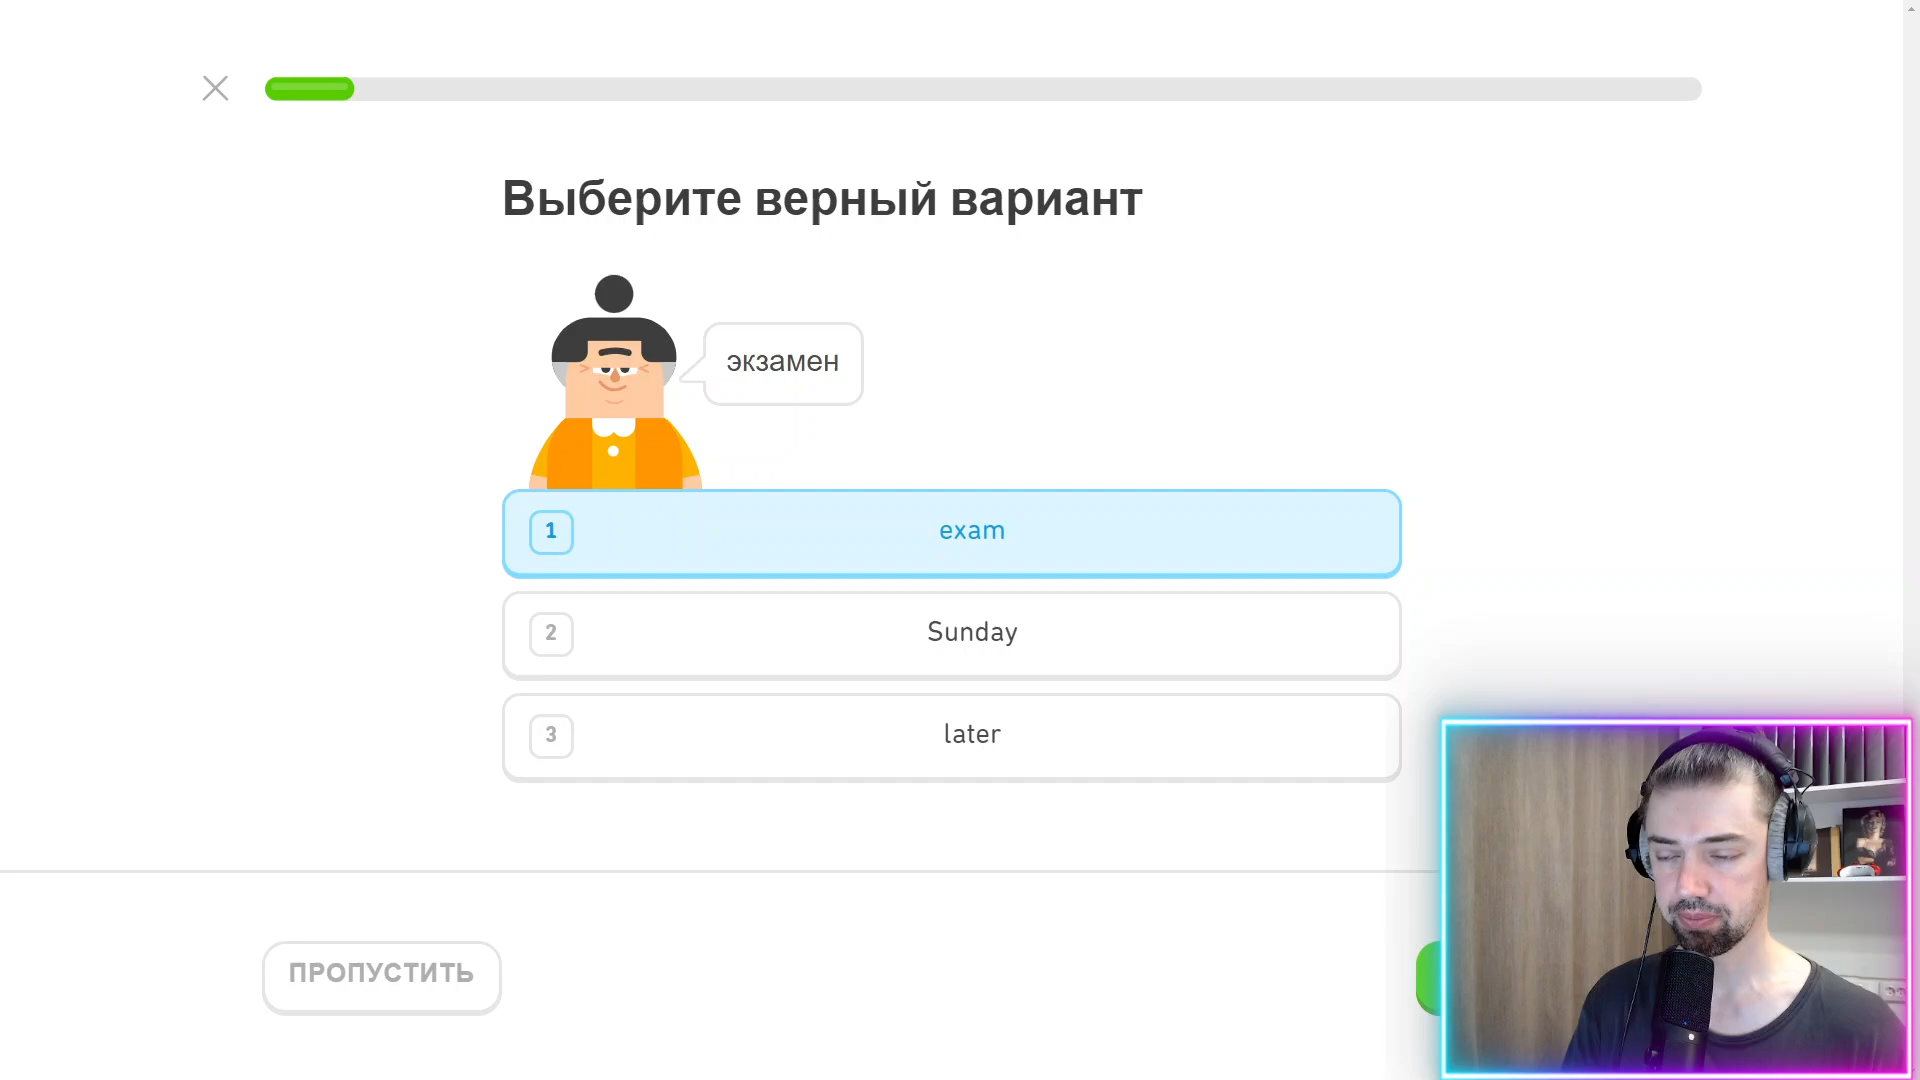 Выберите верный вариант
экзамен
1 exam
2 Sunday
3 later
ПРОПУСТИТЬ